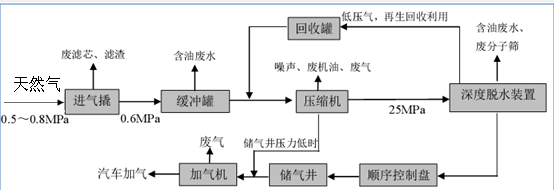 回收罐
低压气，再生回收利用
含油废水、
废分子筛
废滤芯、滤渣
含油废水
噪声、废机油、废气
天然气
进气撬
缓冲罐
压缩机
深度脱水装置
0.5～0.8MPa
0.6MPa
25MPa
废气
储气井压力低时
汽车加气
加气机
储气井
顺序控制盘